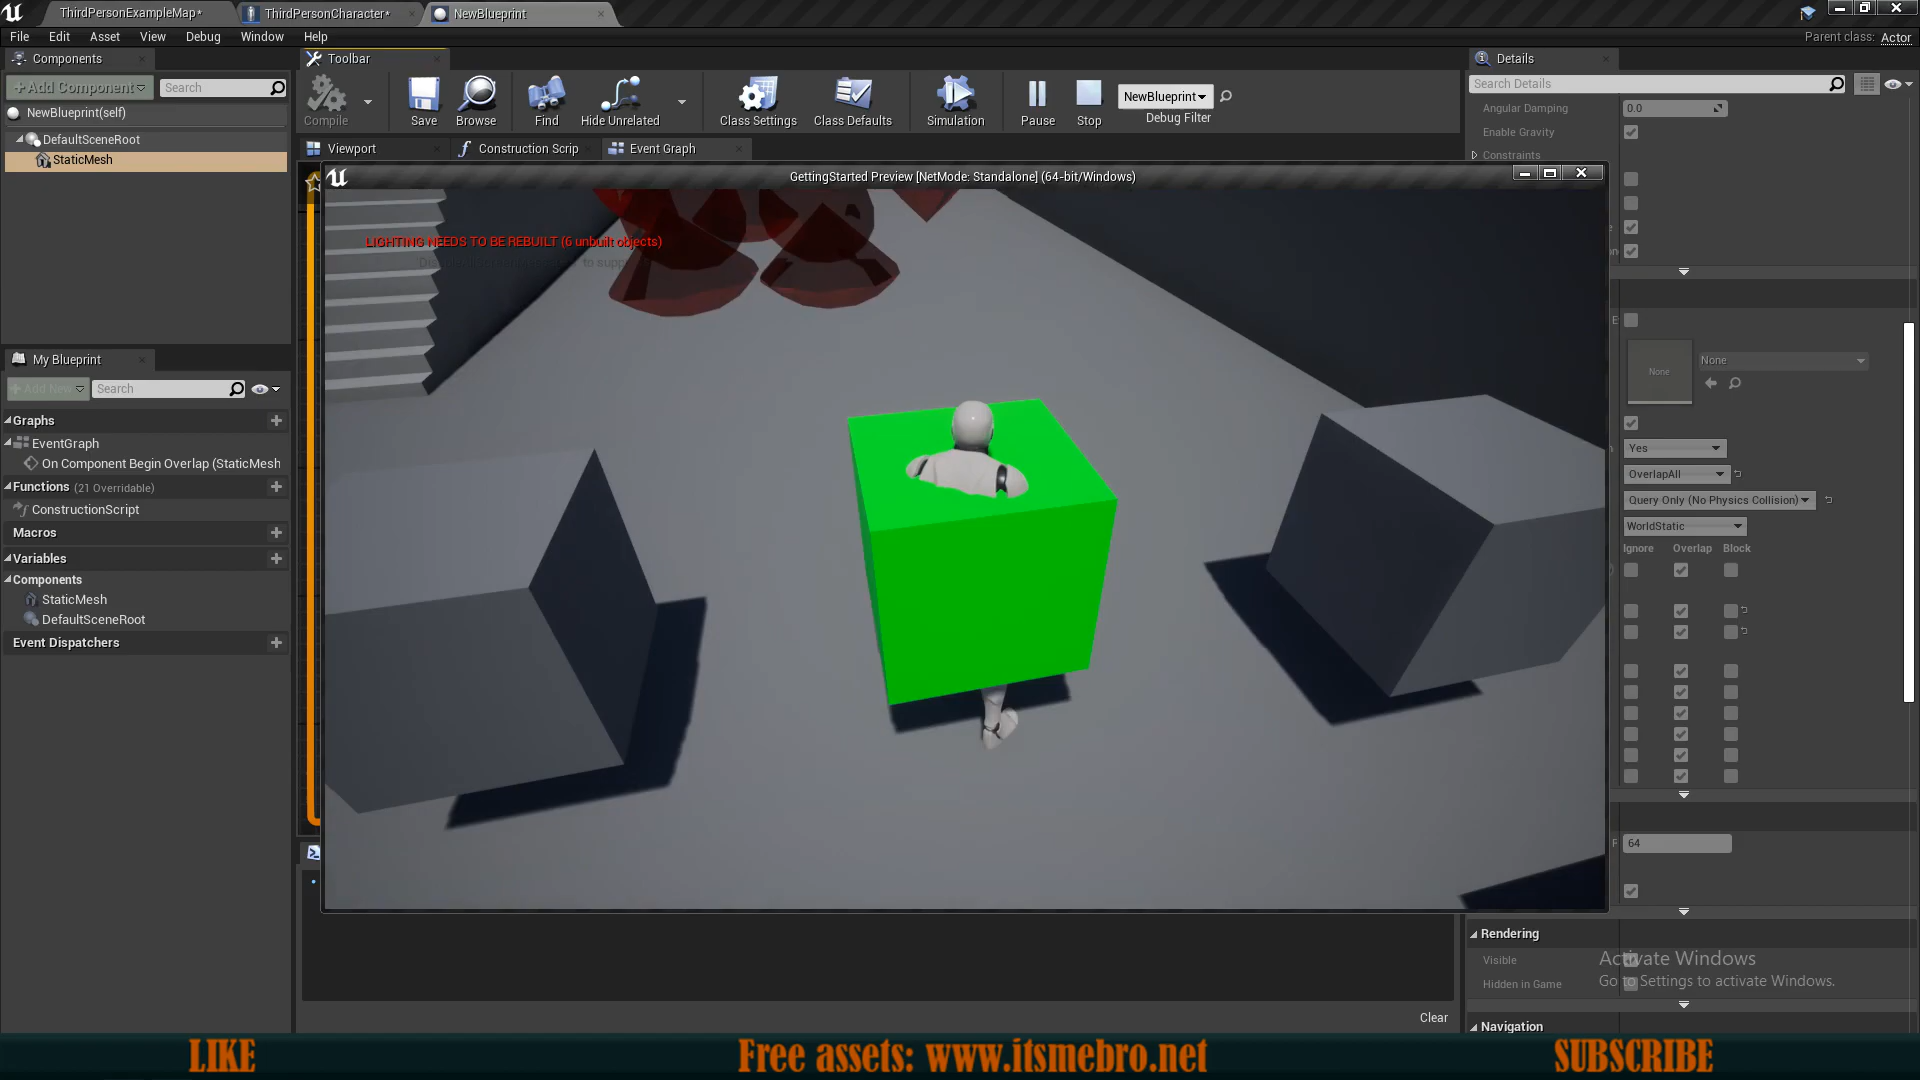 ThirdPersonExampleMap*
ThirdPersonCharacter*
NewBlueprint
File Edit Asset View Debug Window Help
Parent class: Actor
Components
Toolbar
Details
+Add Component
Search
Compile
Save
Browse
Find
Hide Unrelated
Class Settings
Class Defaults
Simulation
Pause
Stop
NewBlueprint
Debug Filter
Search Details
NewBlueprint(self)
DefaultSceneRoot
StaticMesh
Viewport
Construction Scrip
Event Graph
Angular Damping
0.0
Enable Gravity
Constraints
GettingStarted Preview [NetMode: Standalone] (64-bit/Windows)
LIGHTING NEEDS TO BE REBUILT (6 unbuilt objects)
My Blueprint
+ Add New
Search
Graphs
EventGraph
On Component Begin Overlap (StaticMesh
Functions (21 Overridable)
ConstructionScript
Macros
Variables
Components
StaticMesh
DefaultSceneRoot
Event Dispatchers
None
None
Yes
OverlapAll
Query Only (No Physics Collision)
WorldStatic
Ignore Overlap Block
64
Rendering
Visible
Hidden in Game
Navigation
Activate Windows
Go to Settings to activate Windows.
Clear
LIKE
Free assets: www.itsmebro.net
SUBSCRIBE